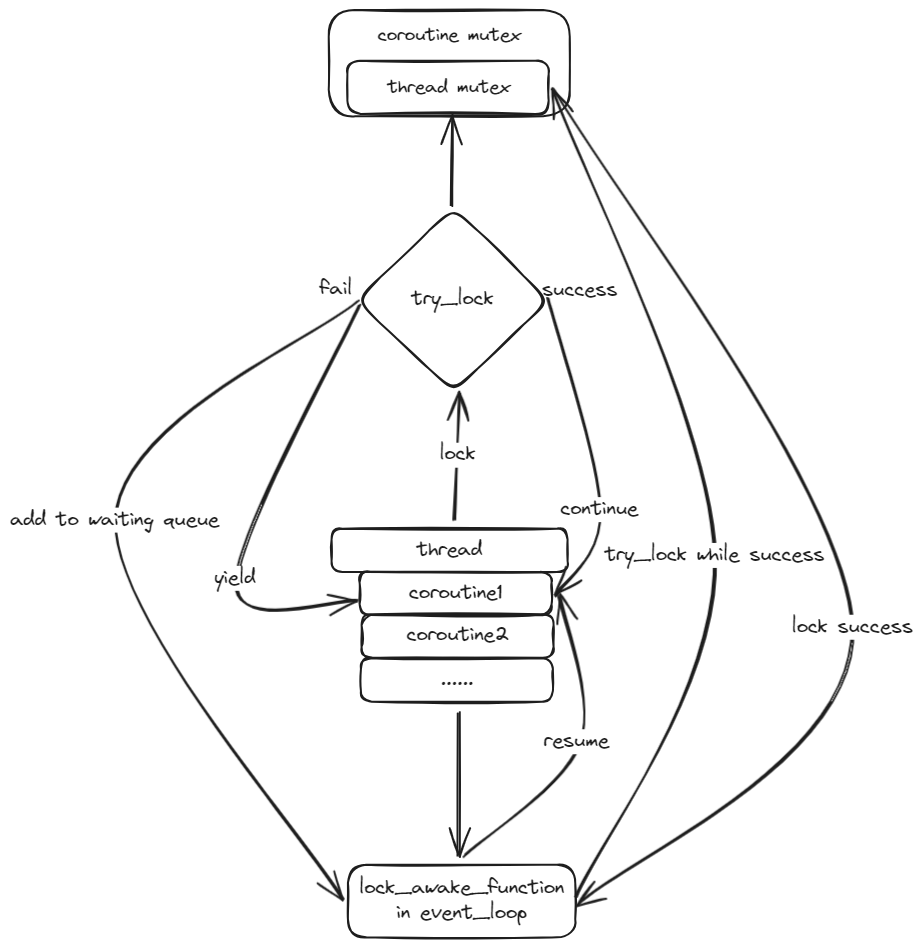 coroutine mutex
thread mutex
fail
try_lock
success
lock
continue
add to waiting queue
thread
try_lock while success
yield
coroutine1
coroutine2
lock success
......
resume
lock_awake_function
in event_loop